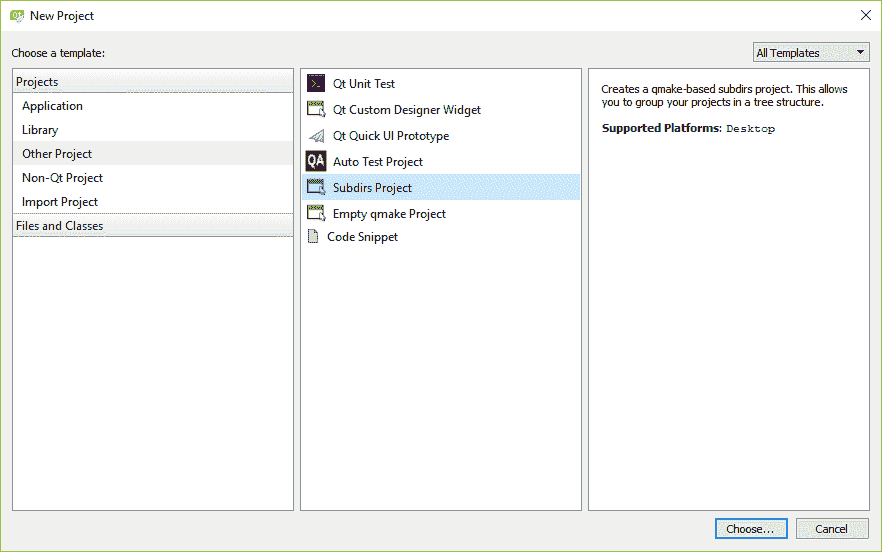 New Project
Choose a template:
All Templates
Projects
Application
Library
Other Project
Non-Qt Project
Import Project
Files and Classes
Qt Unit Test
Qt Custom Designer Widget
Qt Quick UI Prototype
QA Auto Test Project
Subdirs Project
Empty qmake Project
Code Snippet
Creates a qmake-based subdirs project. This allows
you to group your projects in a tree structure.
Supported Platforms: Desktop
Choose...
Cancel